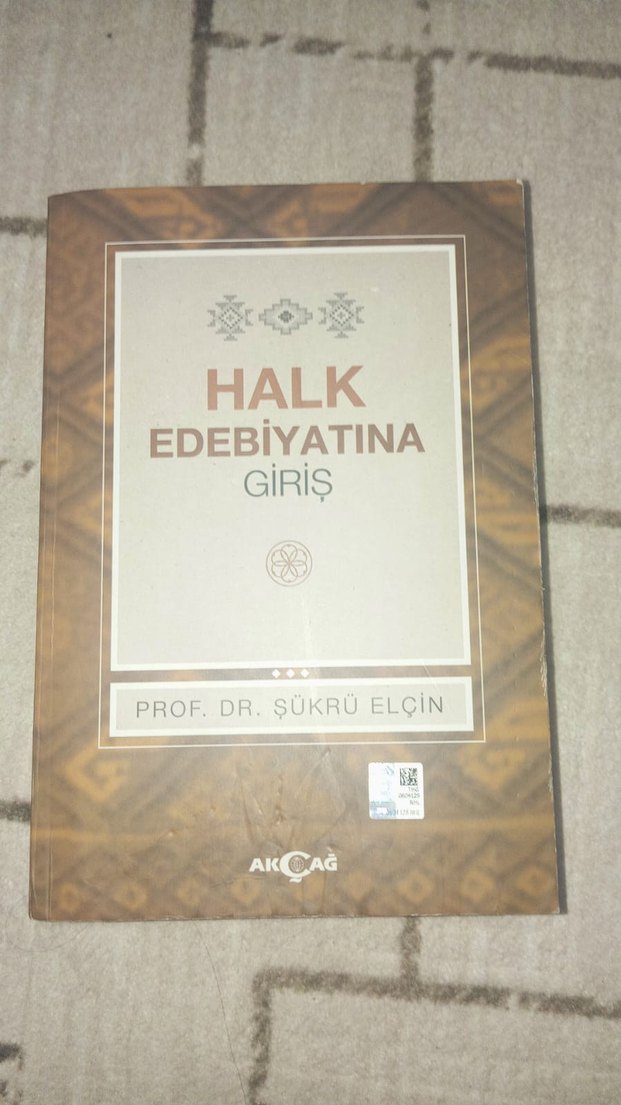 HALK
EDEBİYATINA
GİRİŞ
PROF. DR. ŞÜKRÜ ELÇİN
AKÇAĞ